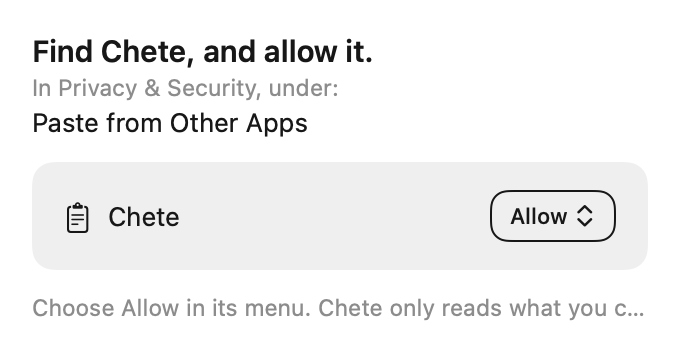 Find Chete, and allow it.
In Privacy & Security, under:
Paste from Other Apps
Chete
Allow
Choose Allow in its menu. Chete only reads what you c...